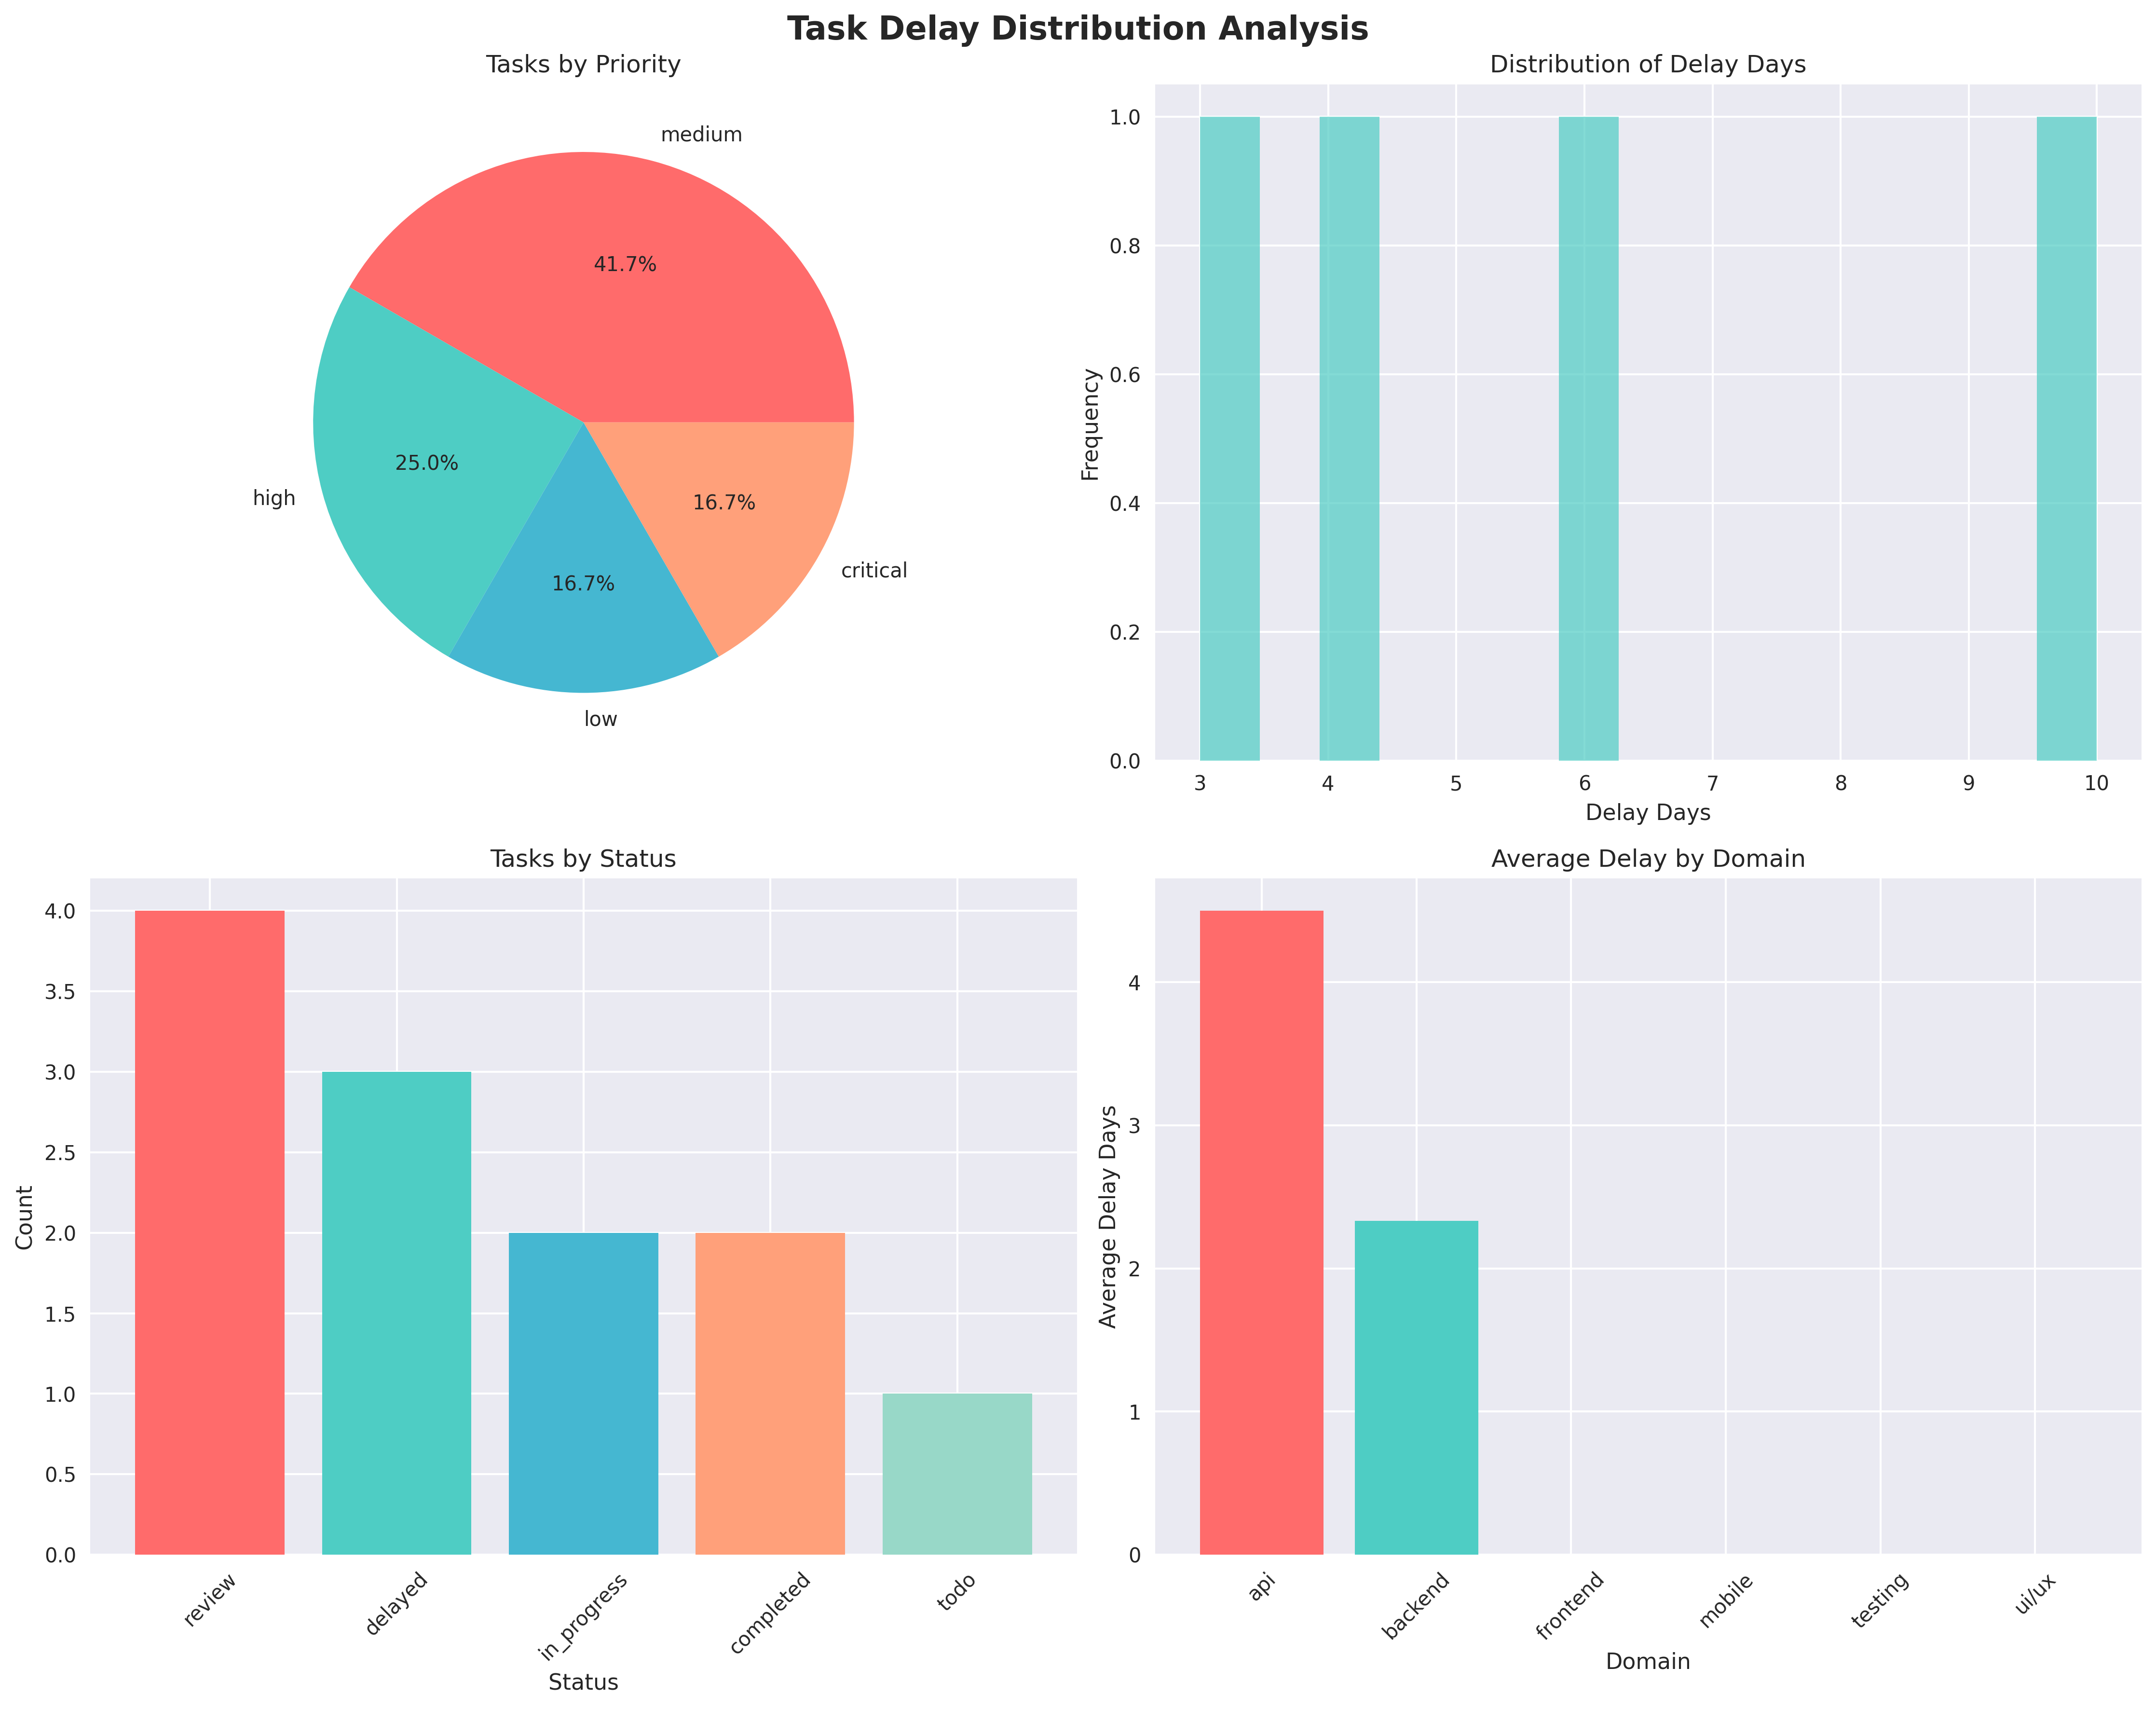 Task Delay Distribution Analysis
Tasks by Priority
medium
41.7%
25.0%
high
16.7%
low
16.7%
critical
Distribution of Delay Days
Frequency
1.0
0.8
0.6
0.4
0.2
0.0
3 4 5 6 7 8 9 10
Delay Days
Tasks by Status
Count
4.0
3.5
3.0
2.5
2.0
1.5
1.0
0.5
0.0
review delayed in_progress completed todo
Status
Average Delay by Domain
Average Delay Days
4
3
2
1
0
api backend frontend mobile testing ui/ux
Domain